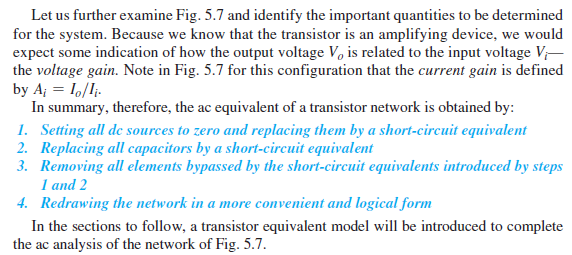 Let us further examine Fig. 5.7 and identify the important quantities to be determined
for the system. Because we know that the transistor is an amplifying device, we would
expect some indication of how the output voltage Vo is related to the input voltage Vi—
the voltage gain. Note in Fig. 5.7 for this configuration that the current gain is defined
by Ai = Io/Ii.
In summary, therefore, the ac equivalent of a transistor network is obtained by:
1. Setting all dc sources to zero and replacing them by a short-circuit equivalent
2. Replacing all capacitors by a short-circuit equivalent
3. Removing all elements bypassed by the short-circuit equivalents introduced by steps
1 and 2
4. Redrawing the network in a more convenient and logical form
In the sections to follow, a transistor equivalent model will be introduced to complete
the ac analysis of the network of Fig. 5.7.